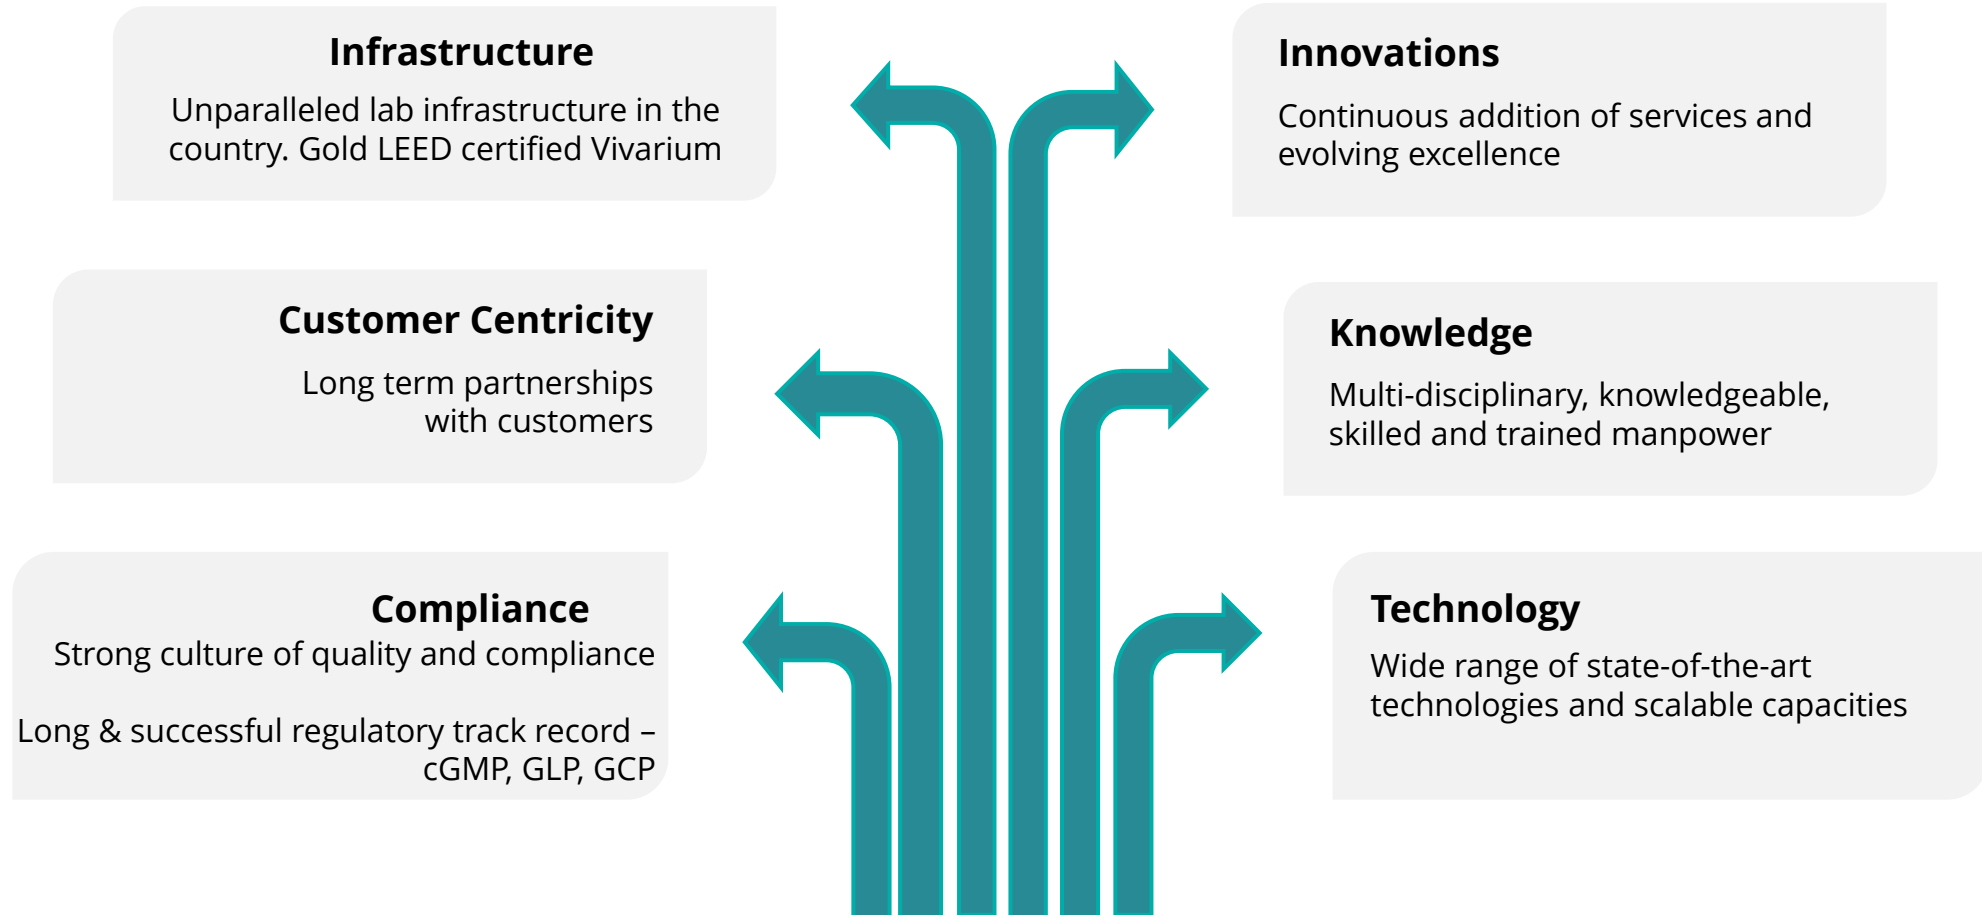 Infrastructure
Unparalleled lab infrastructure in the
country. Gold LEED certified Vivarium
Customer Centricity
Long term partnerships
with customers
Compliance
Strong culture of quality and compliance
Long & successful regulatory track record –
cGMP, GLP, GCP
Innovations
Continuous addition of services and
evolving excellence
Knowledge
Multi-disciplinary, knowledgeable,
skilled and trained manpower
Technology
Wide range of state-of-the-art
technologies and scalable capacities